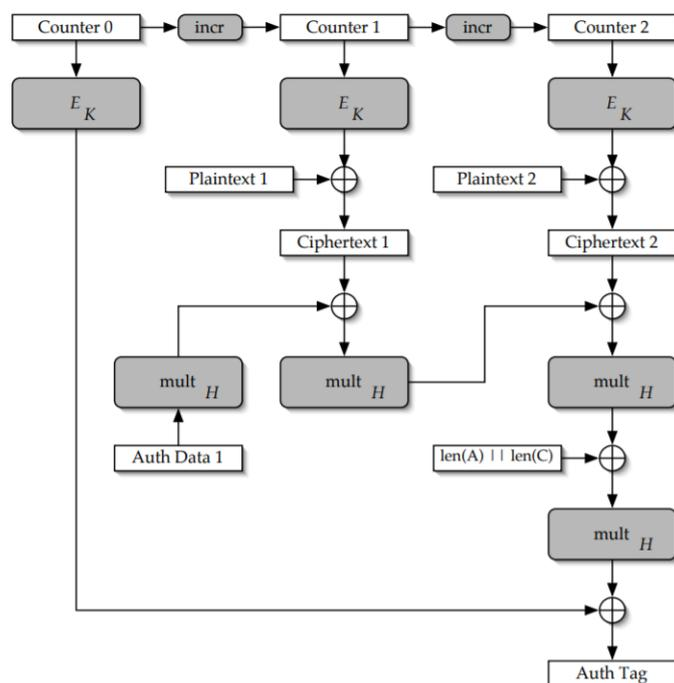 Counter 0
incr
Counter 1
incr
Counter 2
E K
E K
E K
Plaintext 1
Plaintext 2
Ciphertext 1
Ciphertext 2
mult H
mult H
mult H
Auth Data 1
len(A) || len(C)
mult H
Auth Tag